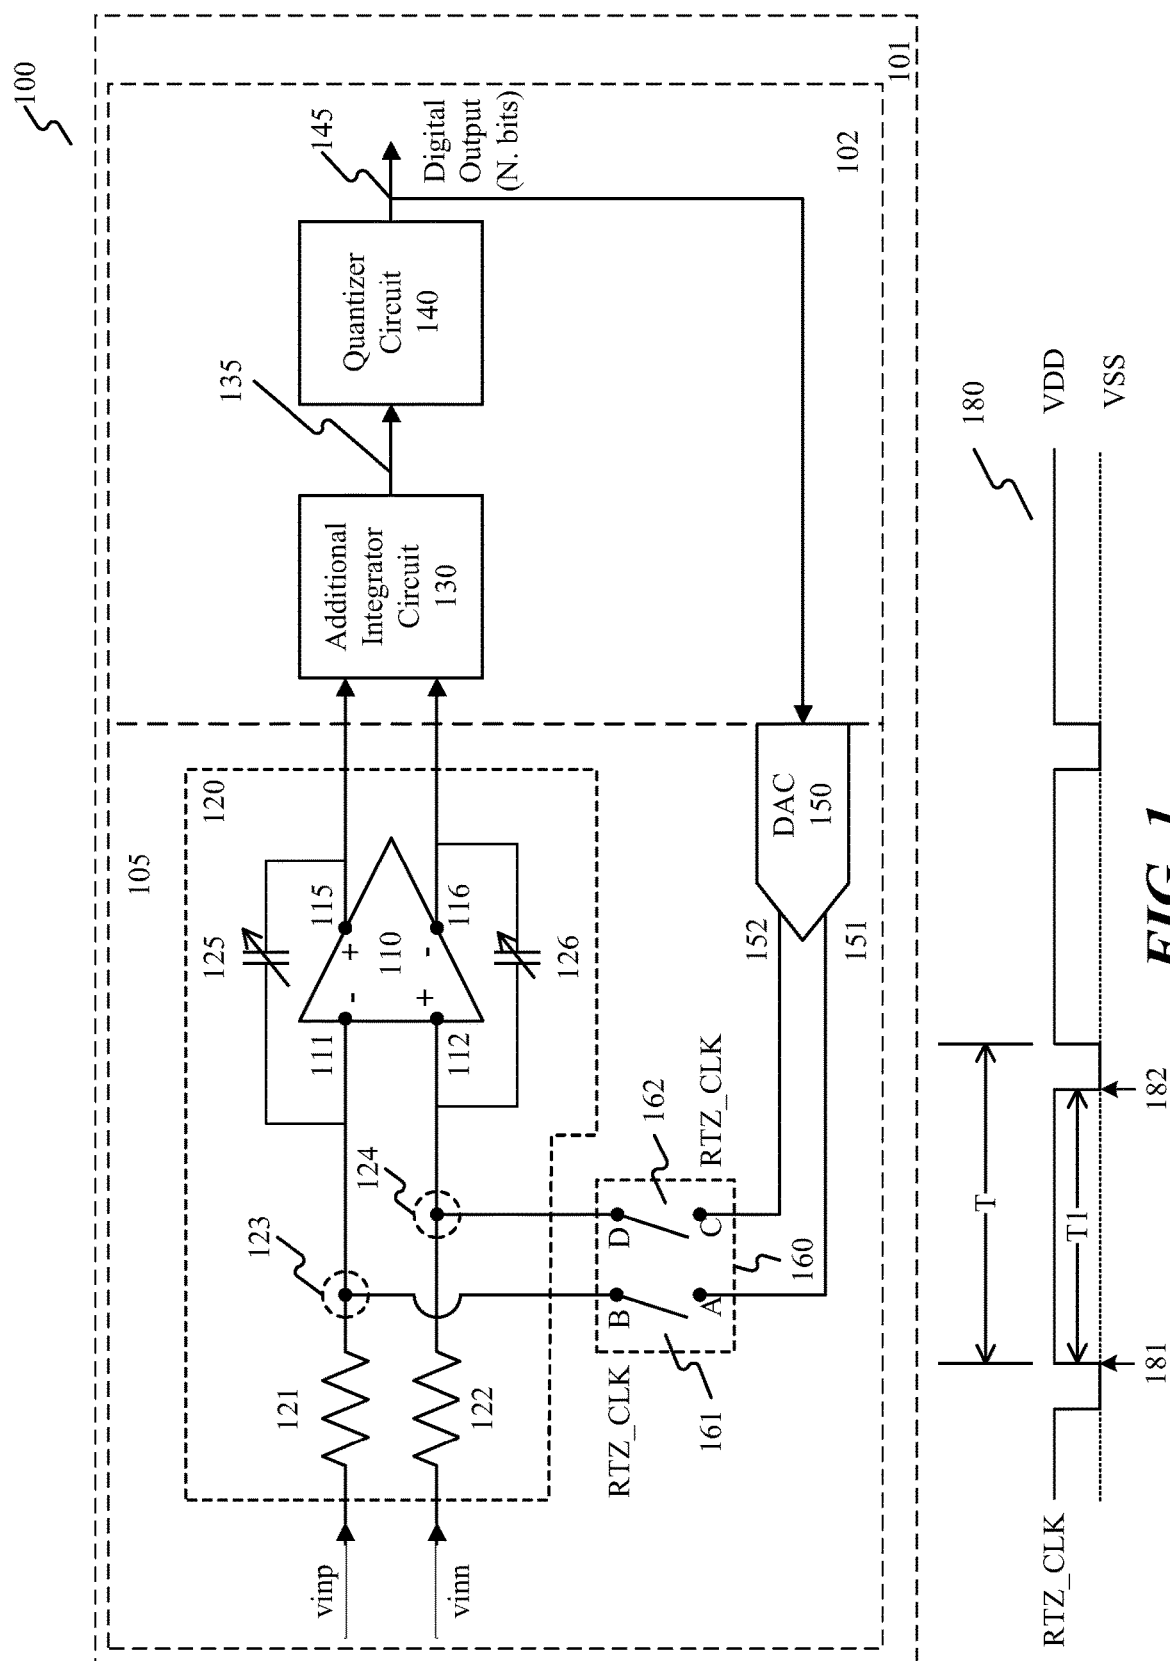 100
101
102
105
120
vinp
vinn
121
122
123
124
125
126
111
112
-
+
110
+
-
115
116
Additional
Integrator
Circuit
130
135
Quantizer
Circuit
140
145
Digital
Output
(N. bits)
DAC
150
152
151
RTZ_CLK
161
B
A
D
C
160
162
RTZ_CLK
180
RTZ_CLK
VDD
VSS
T
T1
181
182
FIG. 1